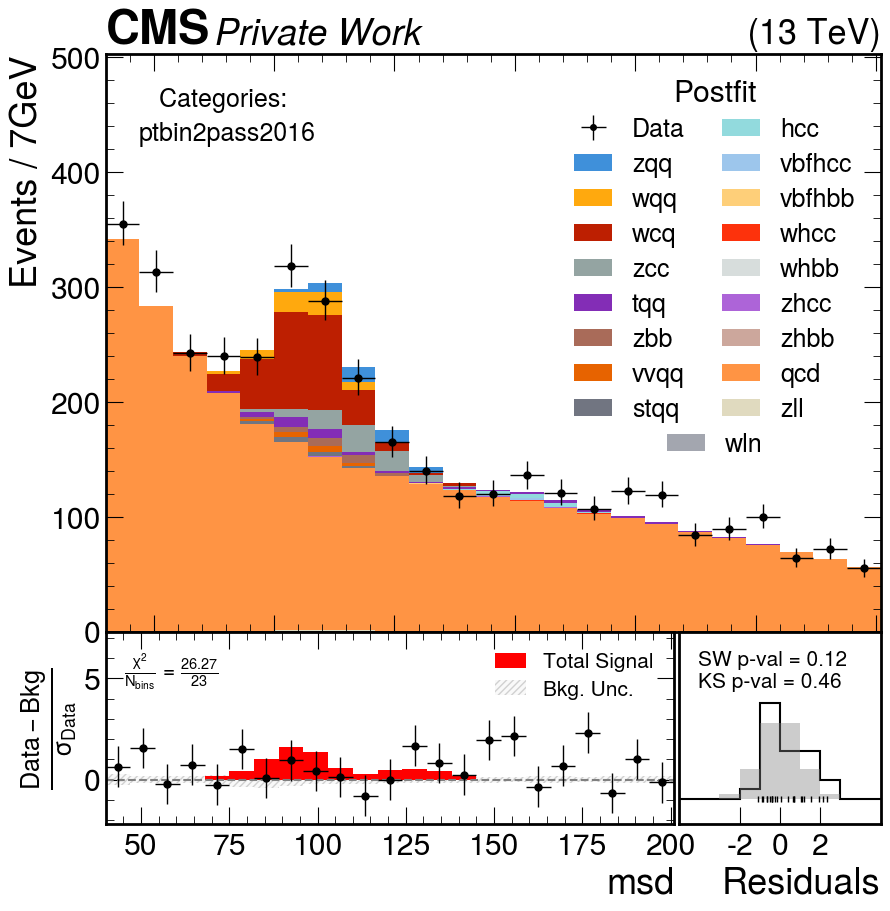 CMS Private Work (13 TeV)
Events / 7GeV
500
400
300
200
100
0
Categories:
ptbin2pass2016
Postfit
Data
zqq
wqq
wcq
zcc
tqq
zbb
vvqq
stqq
hcc
vbfhcc
vbfhbb
whcc
whbb
zhcc
zhbb
qcd
zll
wln
Data – Bkg
σData
5
0
χ²
Nbins
= 26.27
23
Total Signal
Bkg. Unc.
50 75 100 125 150 175 200
msd
SW p-val = 0.12
KS p-val = 0.46
-2 0 2
Residuals